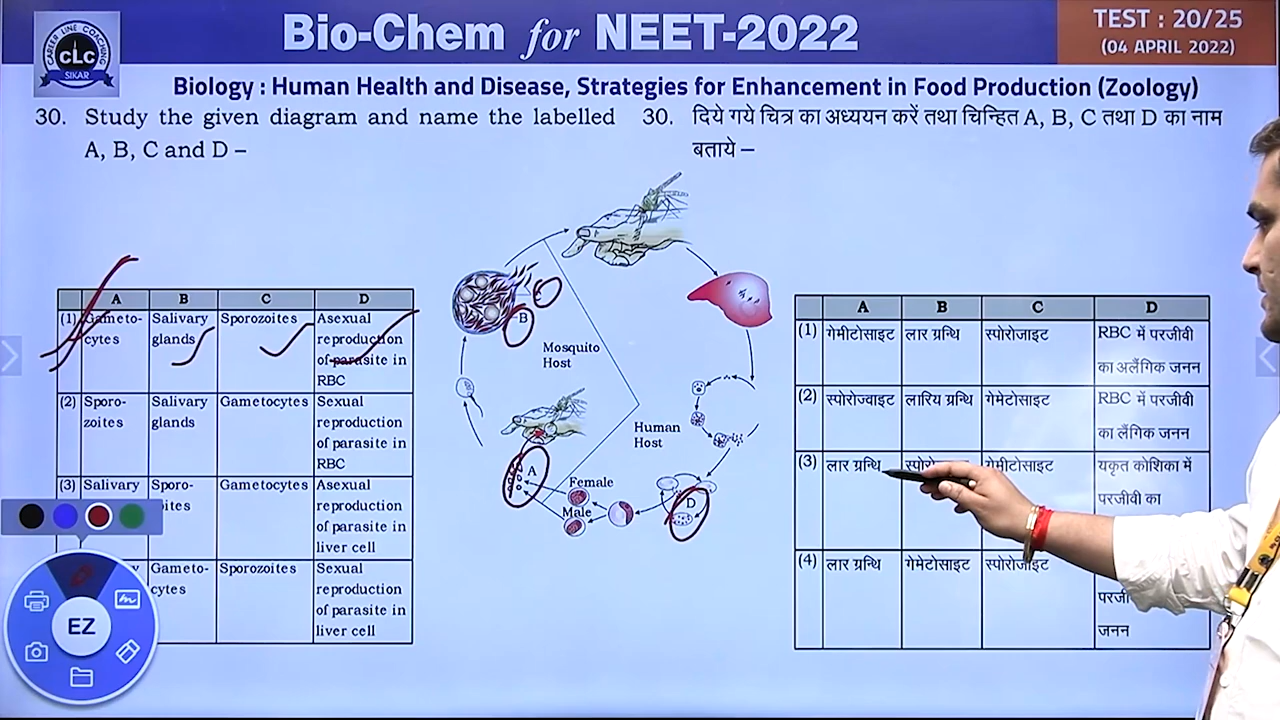 CAREER LINE COACHING
CLC
SIKAR
Bio-Chem for NEET-2022
TEST : 20/25
(04 APRIL 2022)
Biology : Human Health and Disease, Strategies for Enhancement in Food Production (Zoology)
30. Study the given diagram and name the labelled
A, B, C and D –
30. दिये गये चित्र का अध्ययन करें तथा चिन्हित A, B, C तथा D का नाम
बताये –
A B C D
(1) Gameto- Salivary Sporozoites Asexual
cytes glands reproduction
of parasite in
RBC
(2) Sporo- Salivary Gametocytes Sexual
zoites glands reproduction
of parasite in
RBC
(3) Salivary Sporo- Gametocytes Asexual
reproduction
of parasite in
liver cell
Gameto- Sporozoites Sexual
cytes reproduction
of parasite in
liver cell
B
Mosquito
Host
Human
Host
A
Female
Male
D
A B C D
(1) गेमीटोसाइट लार ग्रन्थि स्पोरोजाइट RBC में परजीवी
का अलैंगिक जनन
(2) स्पोरोज्वाइट लारिय ग्रन्थि गेमेटोसाइट RBC में परजीवी
का लैंगिक जनन
(3) लार ग्रन्थि गेमीटोसाइट यकृत कोशिका में
परजीवी का
(4) लार ग्रन्थि गेमेटोसाइट स्पोरोजाइट
जनन
EZ